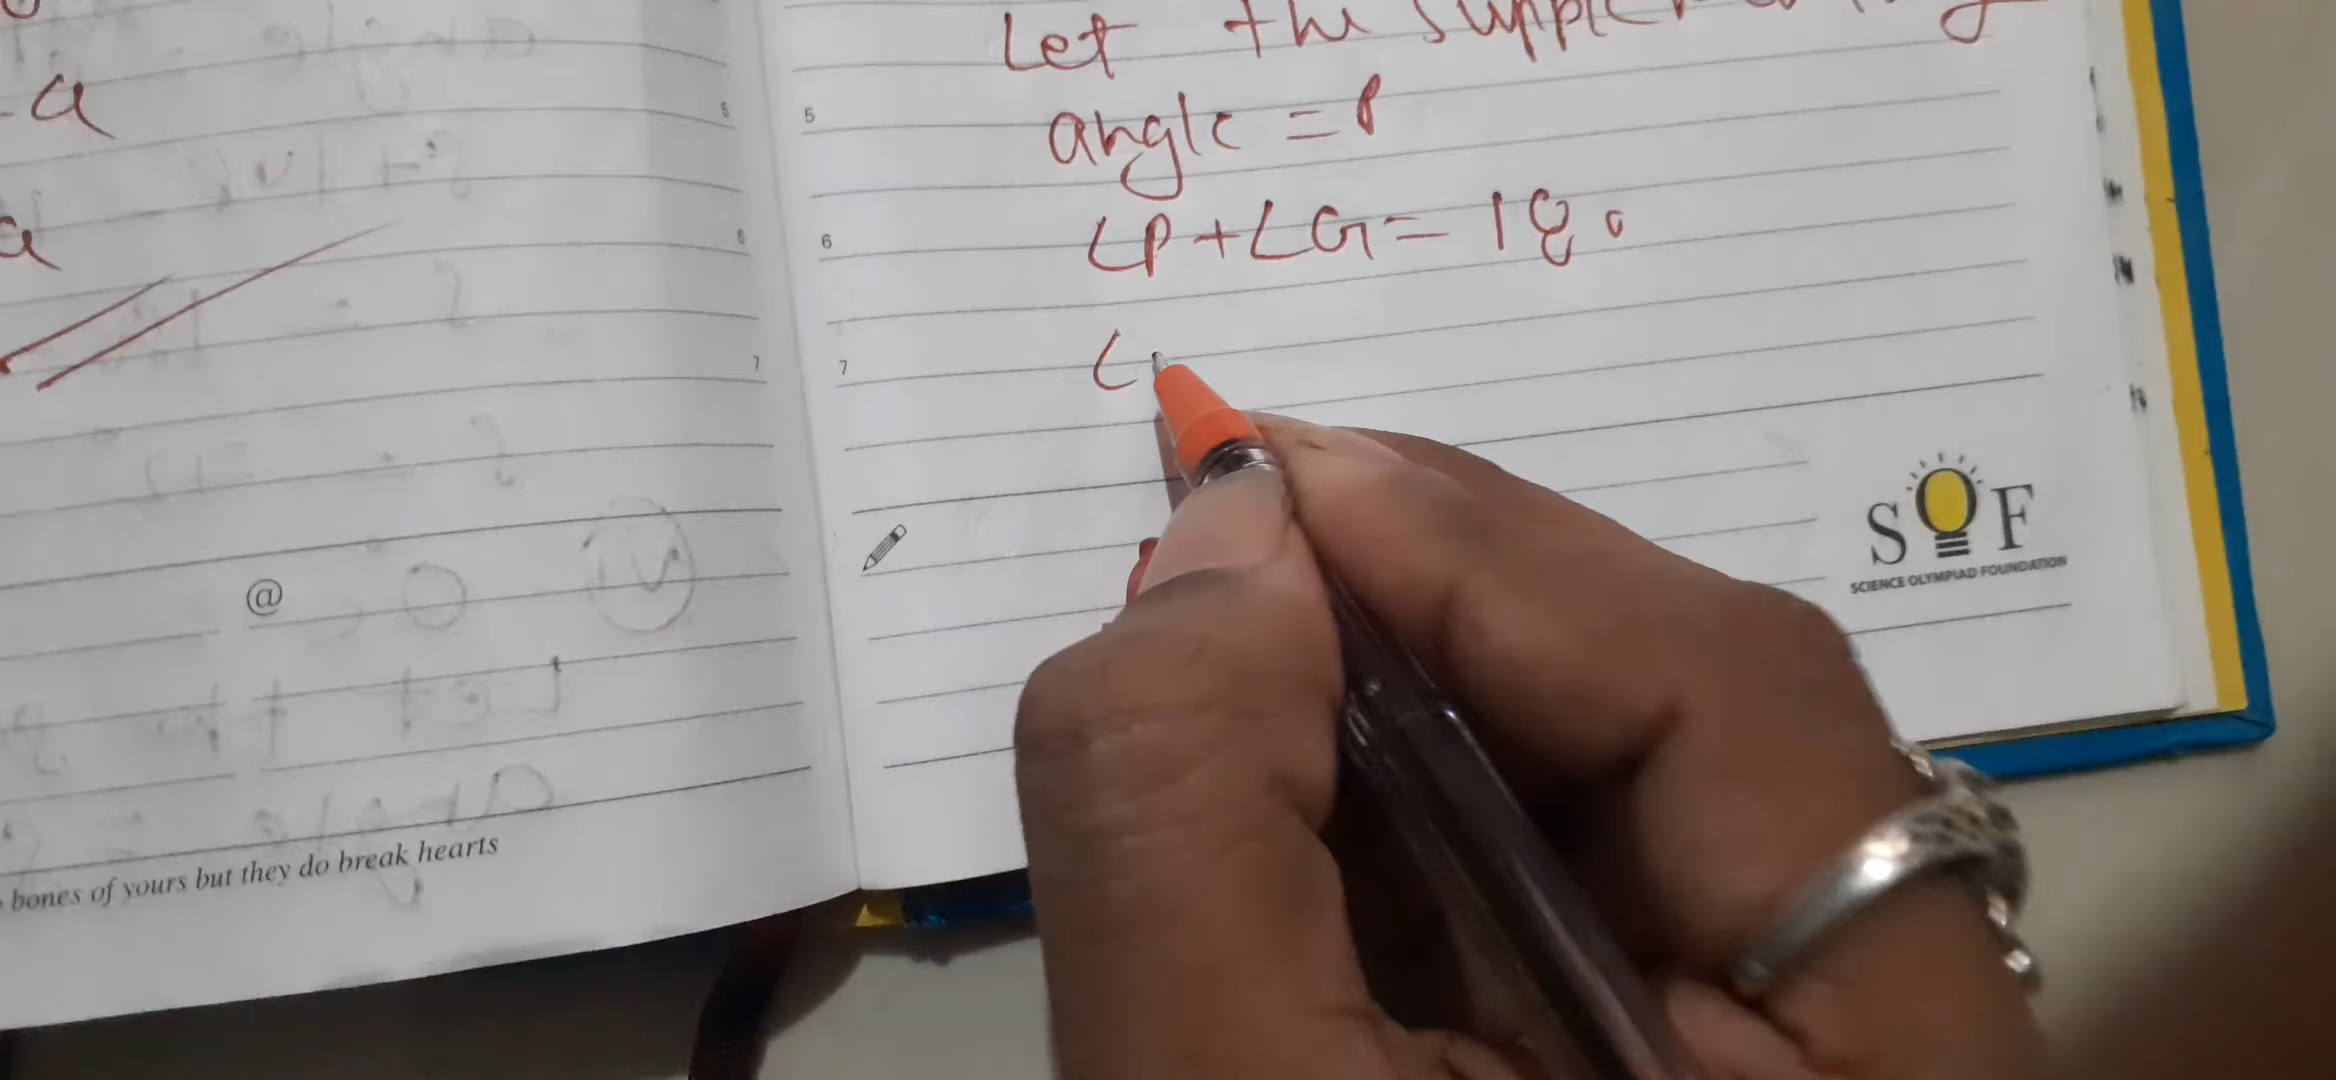 - a
a
5
6
7
@
bones of yours but they do break hearts
Let the
5
angle = P
6
∠P + ∠G = 180
7
∠
SOF
SCIENCE OLYMPIAD FOUNDATION